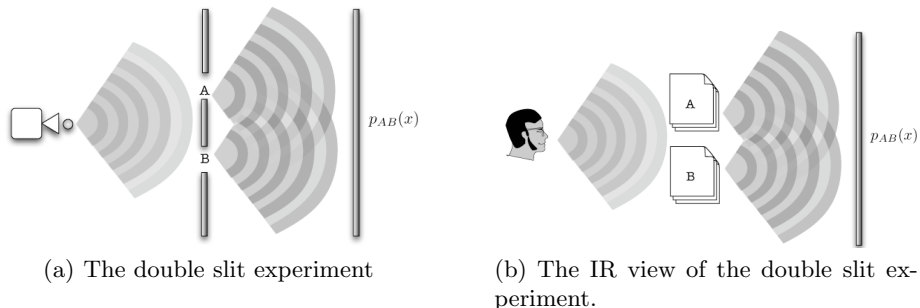 A
B
p_{AB}(x)
(a) The double slit experiment
A
B
p_{AB}(x)
(b) The IR view of the double slit ex-
periment.